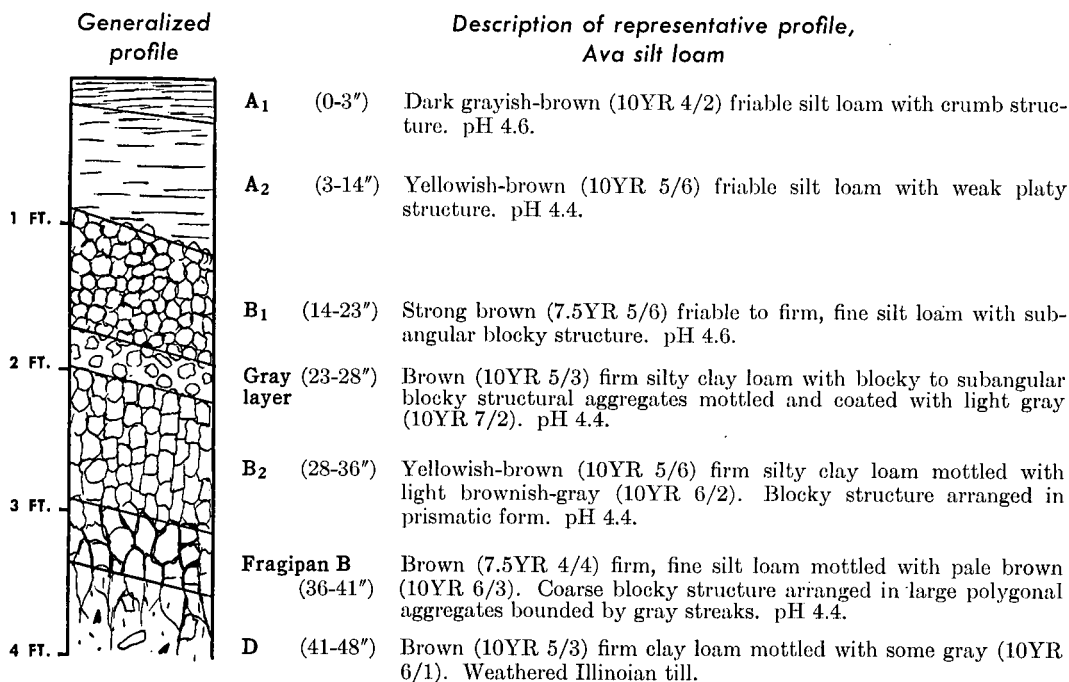 Generalized
profile
Description of representative profile,
Ava silt loam
A1 (0-3″) Dark grayish-brown (10YR 4/2) friable silt loam with crumb struc-
ture. pH 4.6.
A2 (3-14″) Yellowish-brown (10YR 5/6) friable silt loam with weak platy
structure. pH 4.4.
1 FT.
B1 (14-23″) Strong brown (7.5YR 5/6) friable to firm, fine silt loam with sub-
angular blocky structure. pH 4.6.
2 FT.
Gray (23-28″) Brown (10YR 5/3) firm silty clay loam with blocky to subangular
layer blocky structural aggregates mottled and coated with light gray
(10YR 7/2). pH 4.4.
B2 (28-36″) Yellowish-brown (10YR 5/6) firm silty clay loam mottled with
light brownish-gray (10YR 6/2). Blocky structure arranged in
3 FT.
prismatic form. pH 4.4.
Fragipan B Brown (7.5YR 4/4) firm, fine silt loam mottled with pale brown
(36-41″) (10YR 6/3). Coarse blocky structure arranged in large polygonal
aggregates bounded by gray streaks. pH 4.4.
4 FT.
D (41-48″) Brown (10YR 5/3) firm clay loam mottled with some gray (10YR
6/1). Weathered Illinoian till.